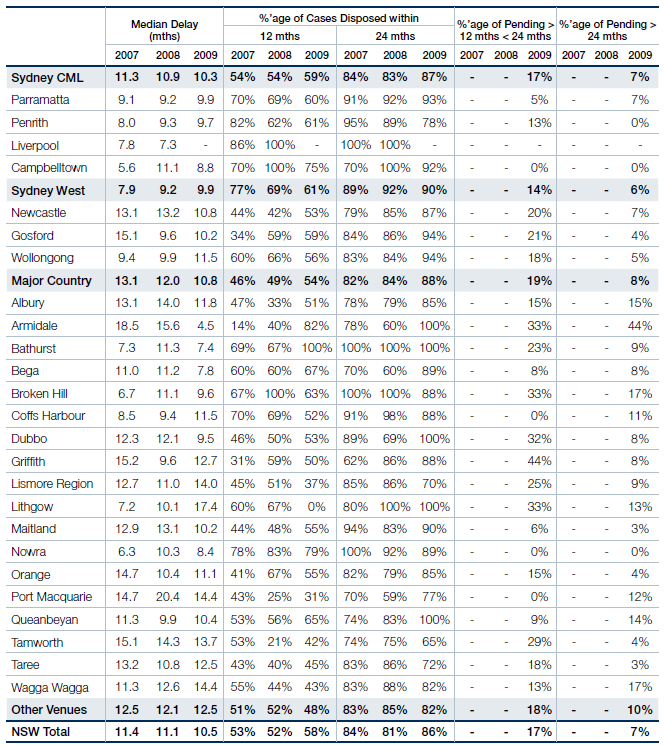 Median Delay (mths) %'age of Cases Disposed within %'age of Pending > 12 mths < 24 mths %'age of Pending > 24 mths
12 mths 24 mths
2007 2008 2009 2007 2008 2009 2007 2008 2009 2007 2008 2009 2007 2008 2009
Sydney CML 11.3 10.9 10.3 54% 54% 59% 84% 83% 87% - - 17% - - 7%
Parramatta 9.1 9.2 9.9 70% 69% 60% 91% 92% 93% - - 5% - - 7%
Penrith 8.0 9.3 9.7 82% 62% 61% 95% 89% 78% - - 13% - - 0%
Liverpool 7.8 7.3 - 86% 100% - 100% 100% - - - - - - -
Campbelltown 5.6 11.1 8.8 70% 100% 75% 70% 100% 92% - - 0% - - 0%
Sydney West 7.9 9.2 9.9 77% 69% 61% 89% 92% 90% - - 14% - - 6%
Newcastle 13.1 13.2 10.8 44% 42% 53% 79% 85% 87% - - 20% - - 7%
Gosford 15.1 9.6 10.2 34% 59% 59% 84% 86% 94% - - 21% - - 4%
Wollongong 9.4 9.9 11.5 60% 66% 56% 83% 84% 94% - - 18% - - 5%
Major Country 13.1 12.0 10.8 46% 49% 54% 82% 84% 88% - - 19% - - 8%
Albury 13.1 14.0 11.8 47% 33% 51% 78% 79% 85% - - 15% - - 15%
Armidale 18.5 15.6 4.5 14% 40% 82% 78% 60% 100% - - 33% - - 44%
Bathurst 7.3 11.3 7.4 69% 67% 100% 100% 100% 100% - - 23% - - 9%
Bega 11.0 11.2 7.8 60% 60% 67% 70% 60% 89% - - 8% - - 8%
Broken Hill 6.7 11.1 9.6 67% 100% 63% 100% 100% 88% - - 33% - - 17%
Coffs Harbour 8.5 9.4 11.5 70% 69% 52% 91% 98% 88% - - 0% - - 11%
Dubbo 12.3 12.1 9.5 46% 50% 53% 89% 69% 100% - - 32% - - 8%
Griffith 15.2 9.6 12.7 31% 59% 50% 62% 86% 88% - - 44% - - 8%
Lismore Region 12.7 11.0 14.0 45% 51% 37% 85% 86% 70% - - 25% - - 9%
Lithgow 7.2 10.1 17.4 60% 67% 0% 80% 100% 100% - - 33% - - 13%
Maitland 12.9 13.1 10.2 44% 48% 55% 94% 83% 90% - - 6% - - 3%
Nowra 6.3 10.3 8.4 78% 83% 79% 100% 92% 89% - - 0% - - 0%
Orange 14.7 10.4 11.1 41% 67% 55% 82% 79% 85% - - 15% - - 4%
Port Macquarie 14.7 20.4 14.4 43% 25% 31% 70% 59% 77% - - 0% - - 12%
Queanbeyan 11.3 9.9 10.4 53% 56% 65% 74% 83% 100% - - 9% - - 14%
Tamworth 15.1 14.3 13.7 53% 21% 42% 74% 75% 65% - - 29% - - 4%
Taree 13.2 10.8 12.5 43% 40% 45% 83% 86% 72% - - 18% - - 3%
Wagga Wagga 11.3 12.6 14.4 55% 44% 43% 83% 88% 82% - - 13% - - 17%
Other Venues 12.5 12.1 12.5 51% 52% 48% 83% 85% 82% - - 18% - - 10%
NSW Total 11.4 11.1 10.5 53% 52% 58% 84% 81% 86% - - 17% - - 7%